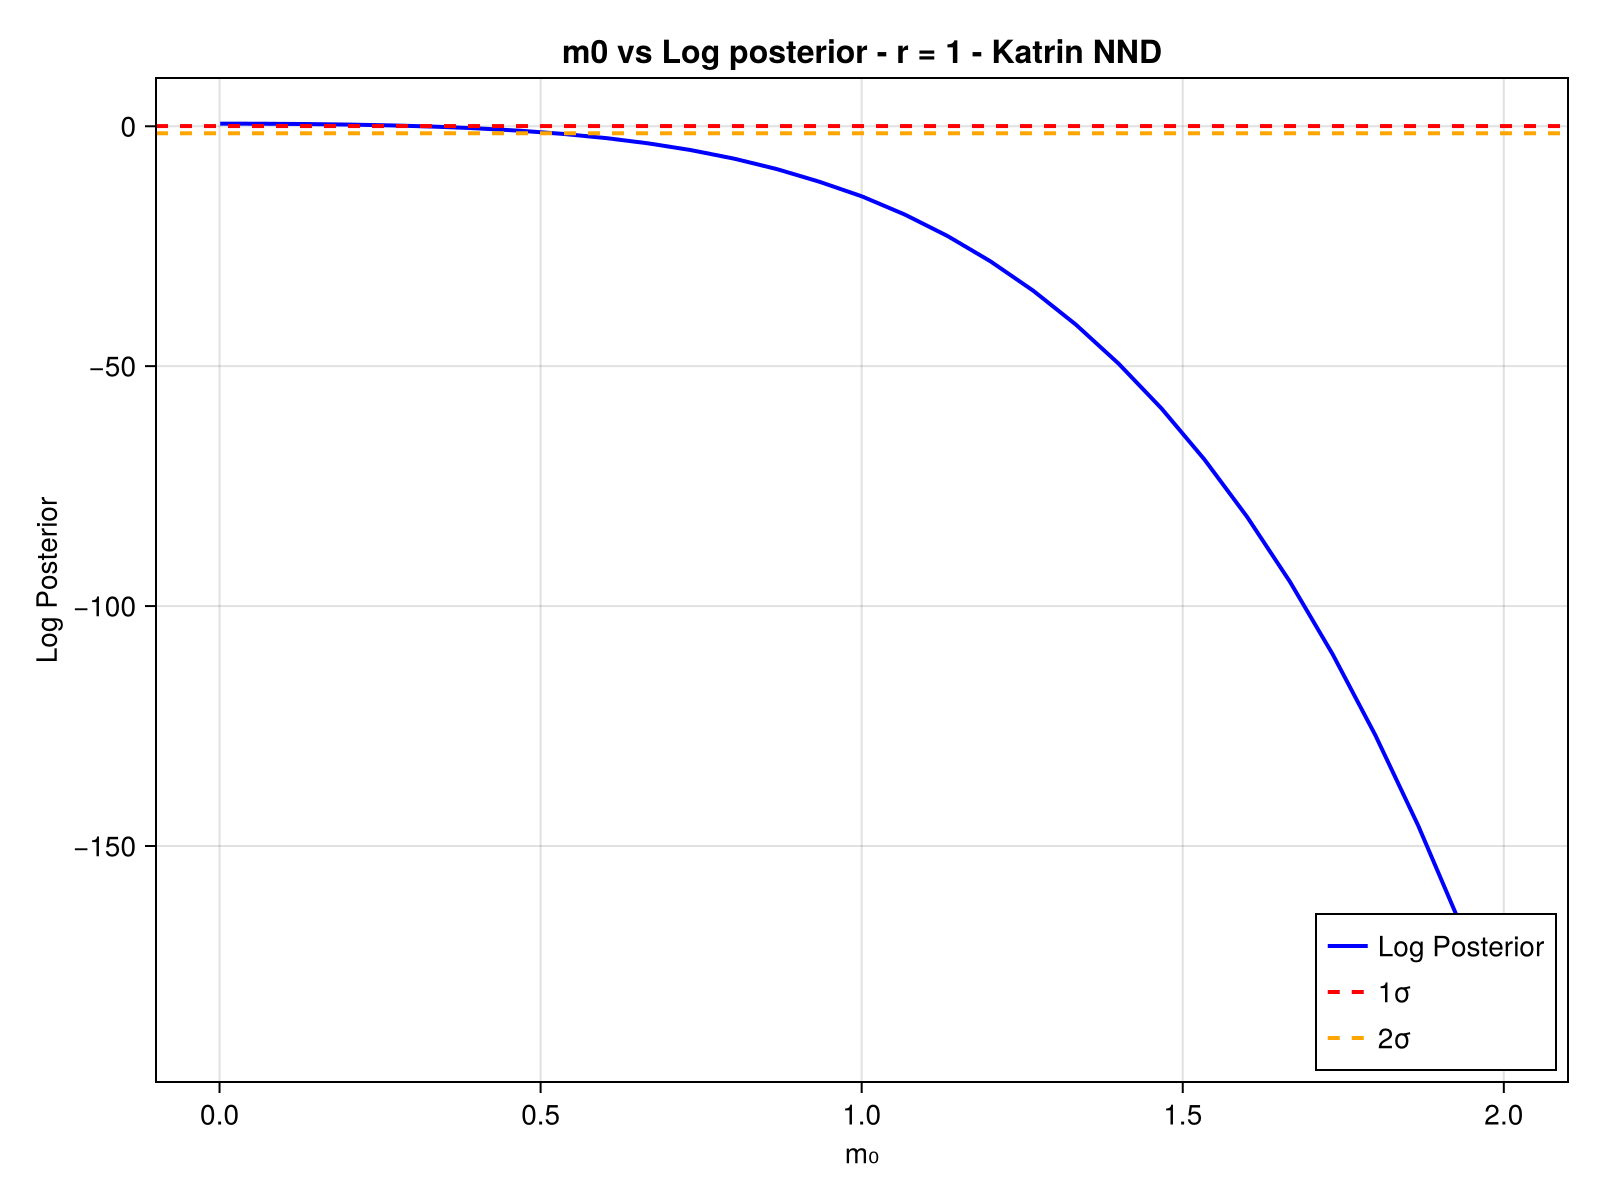 m0 vs Log posterior - r = 1 - Katrin NND
Log Posterior
0
−50
−100
−150
Log Posterior
1σ
2σ
0.0
0.5
1.0
1.5
2.0
m₀